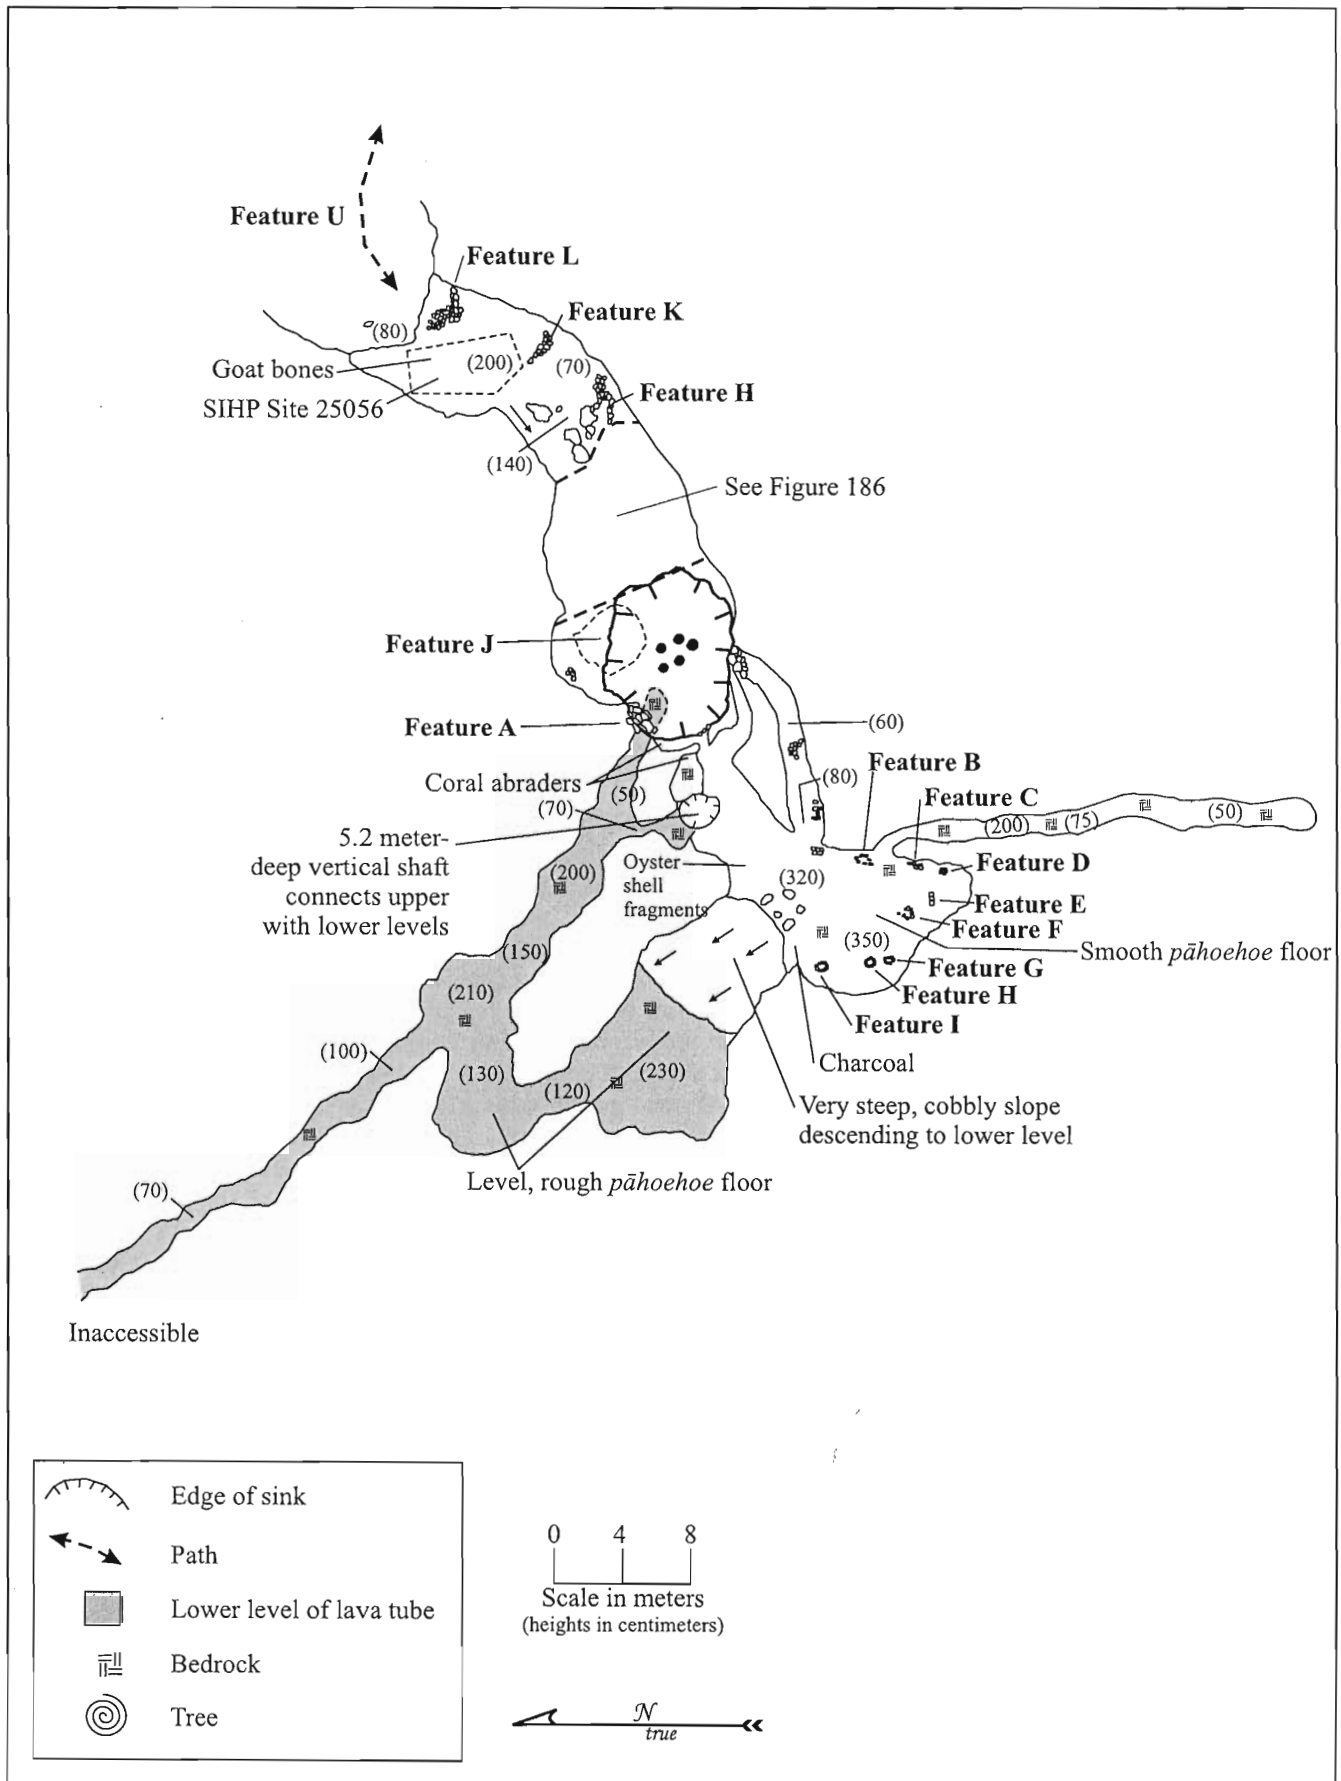 Feature U
Feature L
Feature K
(80)
(200)
(70)
Goat bones
SIHP Site 25056
Feature H
(140)
See Figure 186
Feature J
Feature A
(60)
Coral abraders
(80)
Feature B
(50)
(70)
Feature C
(200)
(75)
(50)
5.2 meter-
deep vertical shaft
connects upper
with lower levels
Oyster
shell
fragments
(320)
Feature D
(200)
Feature E
Feature F
(350)
Smooth pāhoehoe floor
(150)
Feature G
Feature H
(210)
Feature I
(100)
Charcoal
(130)
(120)
(230)
Very steep, cobbly slope
descending to lower level
Level, rough pāhoehoe floor
(70)
Inaccessible
Edge of sink
Path
Lower level of lava tube
Bedrock
Tree
0 4 8
Scale in meters
(heights in centimeters)
N
true